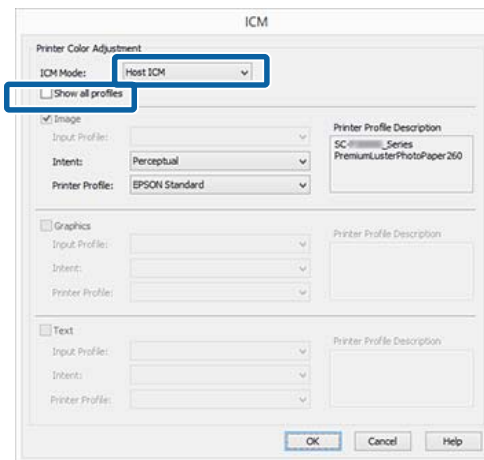 ICM
Printer Color Adjustment
ICM Mode: Host ICM
Show all profiles
Image
Input Profile:
Intent: Perceptual
Printer Profile: EPSON Standard
Printer Profile Description
SC- _Series
PremiumLusterPhotoPaper260
Graphics
Input Profile:
Intent:
Printer Profile:
Printer Profile Description
Text
Input Profile:
Intent:
Printer Profile:
Printer Profile Description
OK Cancel Help